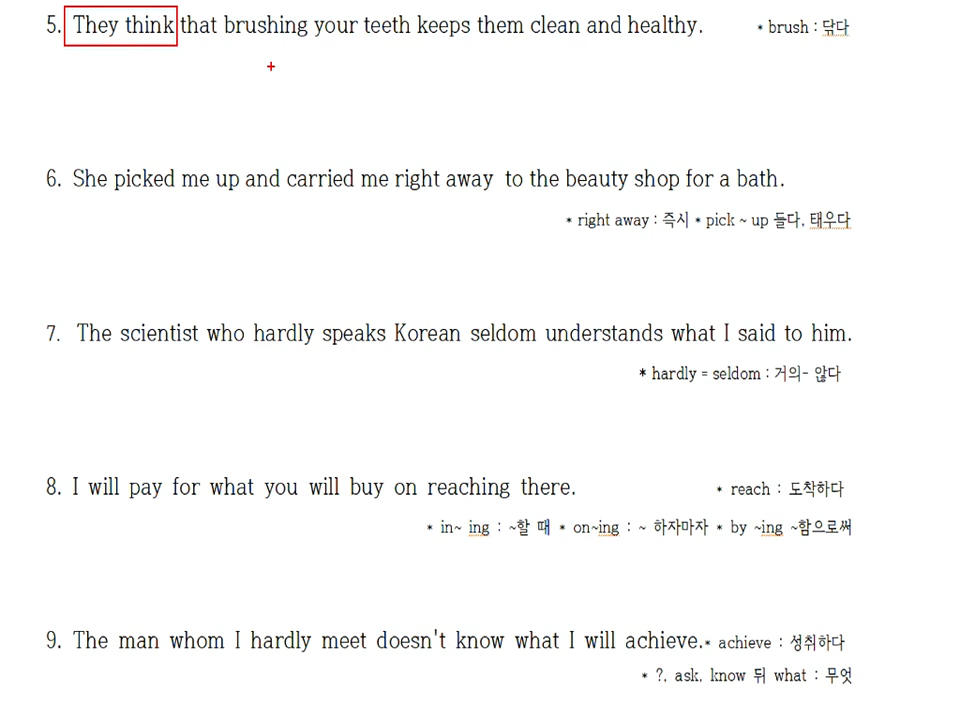 5. They think that brushing your teeth keeps them clean and healthy. * brush : 닦다
6. She picked me up and carried me right away to the beauty shop for a bath.
* right away : 즉시 * pick ~ up 들다, 태우다
7. The scientist who hardly speaks Korean seldom understands what I said to him.
* hardly = seldom : 거의- 않다
8. I will pay for what you will buy on reaching there. * reach : 도착하다
* in~ ing : ~할 때 * on~ing : ~ 하자마자 * by ~ing ~함으로써
9. The man whom I hardly meet doesn't know what I will achieve.* achieve : 성취하다
* ?, ask, know 뒤 what : 무엇